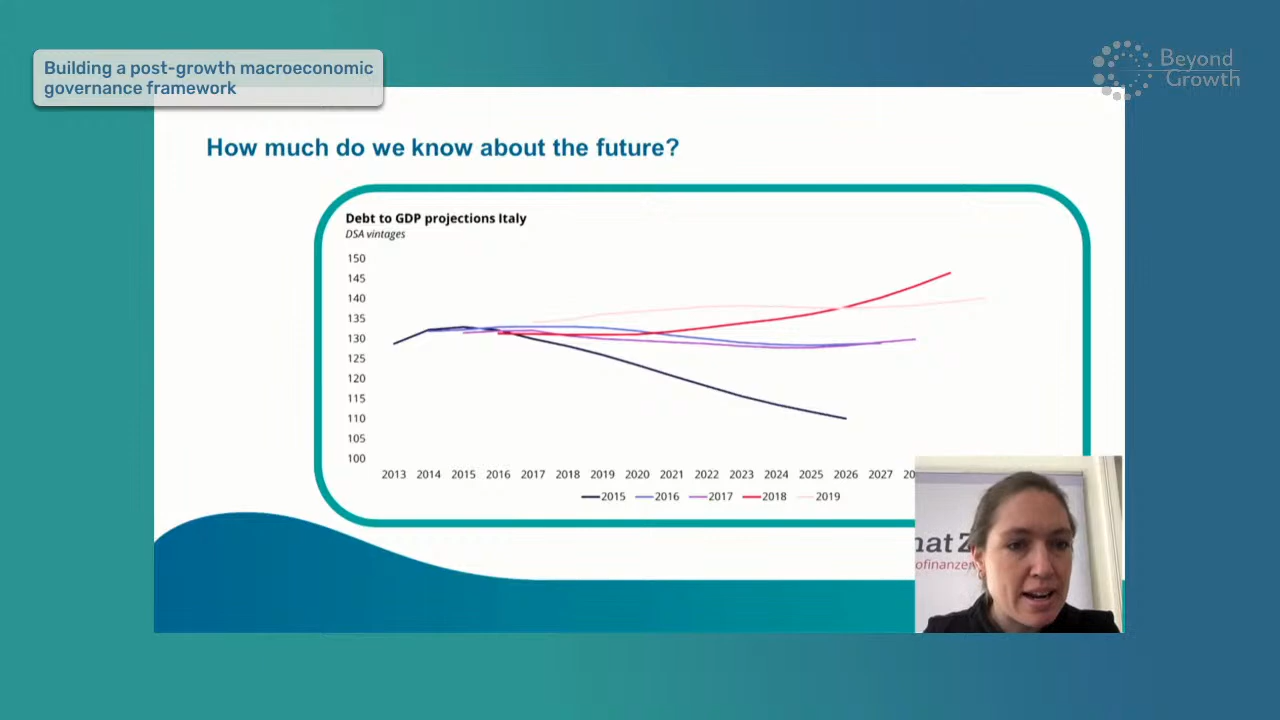 Building a post-growth macroeconomic
governance framework
Beyond
Growth
How much do we know about the future?
Debt to GDP projections Italy
DSA vintages
150
145
140
135
130
125
120
115
110
105
100
2013 2014 2015 2016 2017 2018 2019 2020 2021 2022 2023 2024 2025 2026 2027
2015 2016 2017 2018 2019